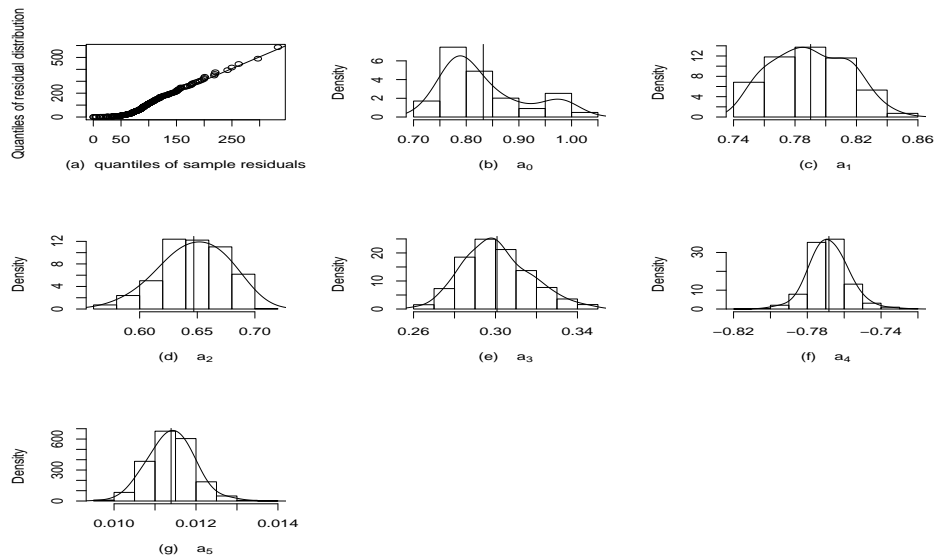 Quantiles of residual distribution
0 200 500
0 50 150 250
(a) quantiles of sample residuals
Density
0 2 4 6
0.70 0.80 0.90 1.00
(b) a0
Density
0 4 8 12
0.74 0.78 0.82 0.86
(c) a1
Density
0 4 8 12
0.60 0.65 0.70
(d) a2
Density
0 10 20
0.26 0.30 0.34
(e) a3
Density
0 10 30
−0.82 −0.78 −0.74
(f) a4
Density
0 300 600
0.010 0.012 0.014
(g) a5